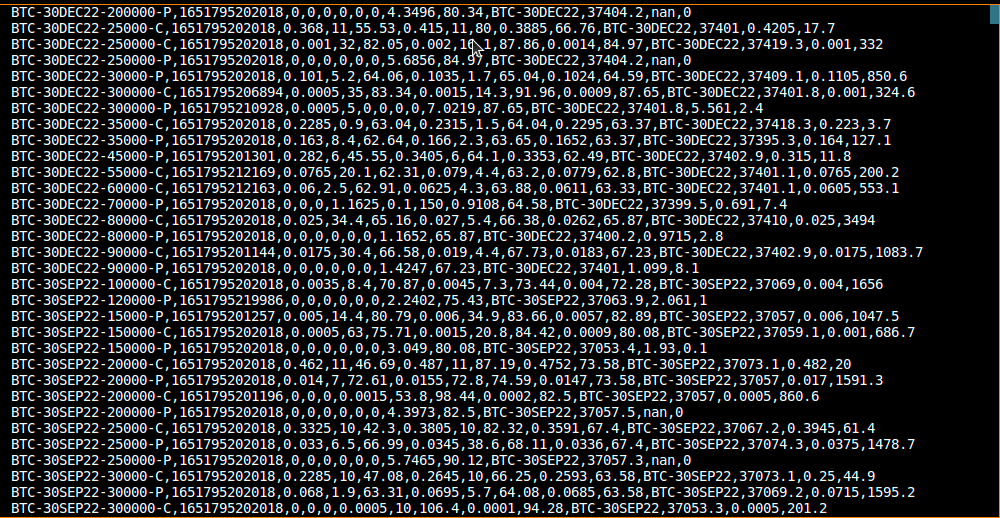 BTC-30DEC22-200000-P,1651795202018,0,0,0,0,0,0,4.3496,80.34,BTC-30DEC22,37404.2,nan,0
BTC-30DEC22-25000-C,1651795202018,0.368,11,55.53,0.415,11,80,0.3885,66.76,BTC-30DEC22,37401,0.4205,17.7
BTC-30DEC22-250000-C,1651795202018,0.001,32,82.05,0.002,10.1,87.86,0.0014,84.97,BTC-30DEC22,37419.3,0.001,332
BTC-30DEC22-250000-P,1651795202018,0,0,0,0,0,0,5.6856,84.97,BTC-30DEC22,37404.2,nan,0
BTC-30DEC22-30000-P,1651795202018,0.101,5.2,64.06,0.1035,1.7,65.04,0.1024,64.59,BTC-30DEC22,37409.1,0.1105,850.6
BTC-30DEC22-300000-C,1651795206894,0.0005,35,83.34,0.0015,14.3,91.96,0.0009,87.65,BTC-30DEC22,37401.8,0.001,324.6
BTC-30DEC22-300000-P,1651795210928,0.0005,5,0,0,0,0,7.0219,87.65,BTC-30DEC22,37401.8,5.561,2.4
BTC-30DEC22-35000-C,1651795202018,0.2285,0.9,63.04,0.2315,1.5,64.04,0.2295,63.37,BTC-30DEC22,37418.3,0.223,3.7
BTC-30DEC22-35000-P,1651795202018,0.163,8.4,62.64,0.166,2.3,63.65,0.1652,63.37,BTC-30DEC22,37395.3,0.164,127.1
BTC-30DEC22-45000-P,1651795201301,0.282,6,45.55,0.3405,6,64.1,0.3353,62.49,BTC-30DEC22,37402.9,0.315,11.8
BTC-30DEC22-55000-C,1651795212169,0.0765,20.1,62.31,0.079,4.4,63.2,0.0779,62.8,BTC-30DEC22,37401.1,0.0765,200.2
BTC-30DEC22-60000-C,1651795212163,0.06,2.5,62.91,0.0625,4.3,63.88,0.0611,63.33,BTC-30DEC22,37401.1,0.0605,553.1
BTC-30DEC22-70000-P,1651795202018,0,0,0,1.1625,0.1,150,0.9108,64.58,BTC-30DEC22,37399.5,0.691,7.4
BTC-30DEC22-80000-C,1651795202018,0.025,34.4,65.16,0.027,5.4,66.38,0.0262,65.87,BTC-30DEC22,37410,0.025,3494
BTC-30DEC22-80000-P,1651795202018,0,0,0,0,0,0,1.1652,65.87,BTC-30DEC22,37400.2,0.9715,2.8
BTC-30DEC22-90000-C,1651795201144,0.0175,30.4,66.58,0.019,4.4,67.73,0.0183,67.23,BTC-30DEC22,37402.9,0.0175,1083.7
BTC-30DEC22-90000-P,1651795202018,0,0,0,0,0,0,1.4247,67.23,BTC-30DEC22,37401,1.099,8.1
BTC-30SEP22-100000-C,1651795202018,0.0035,8.4,70.87,0.0045,7.3,73.44,0.004,72.28,BTC-30SEP22,37069,0.004,1656
BTC-30SEP22-120000-P,1651795219986,0,0,0,0,0,0,2.2402,75.43,BTC-30SEP22,37063.9,2.061,1
BTC-30SEP22-15000-P,1651795201257,0.005,14.4,80.79,0.006,34.9,83.66,0.0057,82.89,BTC-30SEP22,37057,0.006,1047.5
BTC-30SEP22-150000-C,1651795202018,0.0005,63,75.71,0.0015,20.8,84.42,0.0009,80.08,BTC-30SEP22,37059.1,0.001,686.7
BTC-30SEP22-150000-P,1651795202018,0,0,0,0,0,0,3.049,80.08,BTC-30SEP22,37053.4,1.93,0.1
BTC-30SEP22-20000-C,1651795202018,0.462,11,46.69,0.487,11,87.19,0.4752,73.58,BTC-30SEP22,37073.1,0.482,20
BTC-30SEP22-20000-P,1651795202018,0.014,7,72.61,0.0155,72.8,74.59,0.0147,73.58,BTC-30SEP22,37057,0.017,1591.3
BTC-30SEP22-200000-C,1651795201196,0,0,0,0.0015,53.8,98.44,0.0002,82.5,BTC-30SEP22,37057,0.0005,860.6
BTC-30SEP22-200000-P,1651795202018,0,0,0,0,0,0,4.3973,82.5,BTC-30SEP22,37057.5,nan,0
BTC-30SEP22-25000-C,1651795202018,0.3325,10,42.3,0.3805,10,82.32,0.3591,67.4,BTC-30SEP22,37067.2,0.3945,61.4
BTC-30SEP22-25000-P,1651795202018,0.033,6.5,66.99,0.0345,38.6,68.11,0.0336,67.4,BTC-30SEP22,37074.3,0.0375,1478.7
BTC-30SEP22-250000-P,1651795202018,0,0,0,0,0,0,5.7465,90.12,BTC-30SEP22,37057.3,nan,0
BTC-30SEP22-30000-C,1651795202018,0.2285,10,47.08,0.2645,10,66.25,0.2593,63.58,BTC-30SEP22,37073.1,0.25,44.9
BTC-30SEP22-30000-P,1651795202018,0.068,1.9,63.31,0.0695,5.7,64.08,0.0685,63.58,BTC-30SEP22,37069.2,0.0715,1595.2
BTC-30SEP22-300000-C,1651795202018,0,0,0,0.0005,10,106.4,0.0001,94.28,BTC-30SEP22,37053.3,0.0005,201.2